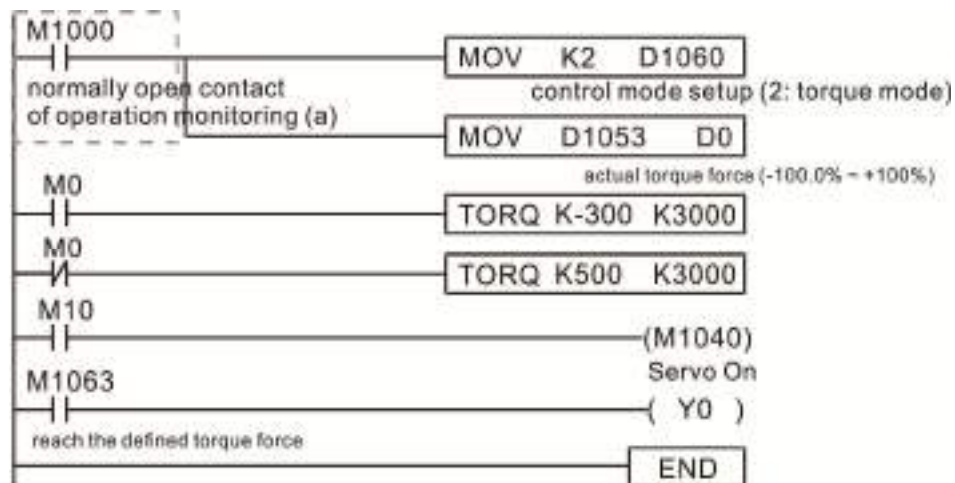 M1000
MOV K2 D1060
normally open contact
control mode setup (2: torque mode)
of operation monitoring (a)
MOV D1053 D0
actual torque force (-100.0% ~ +100%)
M0
TORQ K-300 K3000
M0
TORQ K500 K3000
M10
(M1040)
Servo On
M1063
( Y0 )
reach the defined torque force
END